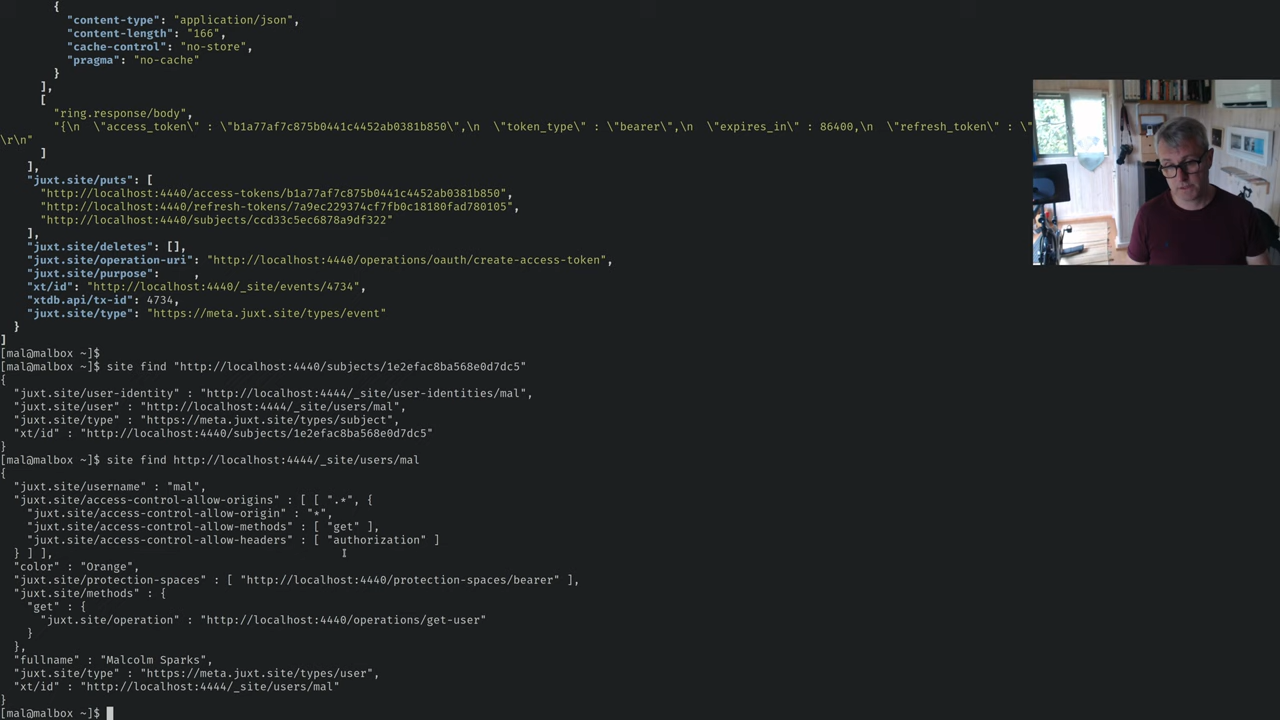 {
"content-type": "application/json",
"content-length": "166",
"cache-control": "no-store",
"pragma": "no-cache"
}
],
[
"ring.response/body",
"{\n  \"access_token\" : \"b1a77af7c875b0441c4452ab0381b850\",\n  \"token_type\" : \"bearer\",\n  \"expires_in\" : 86400,\n  \"refresh_token\" : \"
\r\n"
]
],
"juxt.site/puts": [
"http://localhost:4440/access-tokens/b1a77af7c875b0441c4452ab0381b850",
"http://localhost:4440/refresh-tokens/7a9ec229374cf7fb0c18180fad780105",
"http://localhost:4440/subjects/ccd33c5ec6878a9df322"
],
"juxt.site/deletes": [],
"juxt.site/operation-uri": "http://localhost:4440/operations/oauth/create-access-token",
"juxt.site/purpose":     ,
"xt/id": "http://localhost:4440/_site/events/4734",
"xtdb.api/tx-id": 4734,
"juxt.site/type": "https://meta.juxt.site/types/event"
}
]
[mal@malbox ~]$
[mal@malbox ~]$ site find "http://localhost:4440/subjects/1e2efac8ba568e0d7dc5"
{
"juxt.site/user-identity" : "http://localhost:4444/_site/user-identities/mal",
"juxt.site/user" : "http://localhost:4444/_site/users/mal",
"juxt.site/type" : "https://meta.juxt.site/types/subject",
"xt/id" : "http://localhost:4440/subjects/1e2efac8ba568e0d7dc5"
}
[mal@malbox ~]$ site find http://localhost:4444/_site/users/mal
{
"juxt.site/username" : "mal",
"juxt.site/access-control-allow-origins" : [ [ ".*", {
"juxt.site/access-control-allow-origin" : "*",
"juxt.site/access-control-allow-methods" : [ "get" ],
"juxt.site/access-control-allow-headers" : [ "authorization" ]
} ] ],
"color" : "Orange",
"juxt.site/protection-spaces" : [ "http://localhost:4440/protection-spaces/bearer" ],
"juxt.site/methods" : {
"get" : {
"juxt.site/operation" : "http://localhost:4440/operations/get-user"
}
},
"fullname" : "Malcolm Sparks",
"juxt.site/type" : "https://meta.juxt.site/types/user",
"xt/id" : "http://localhost:4444/_site/users/mal"
}
[mal@malbox ~]$